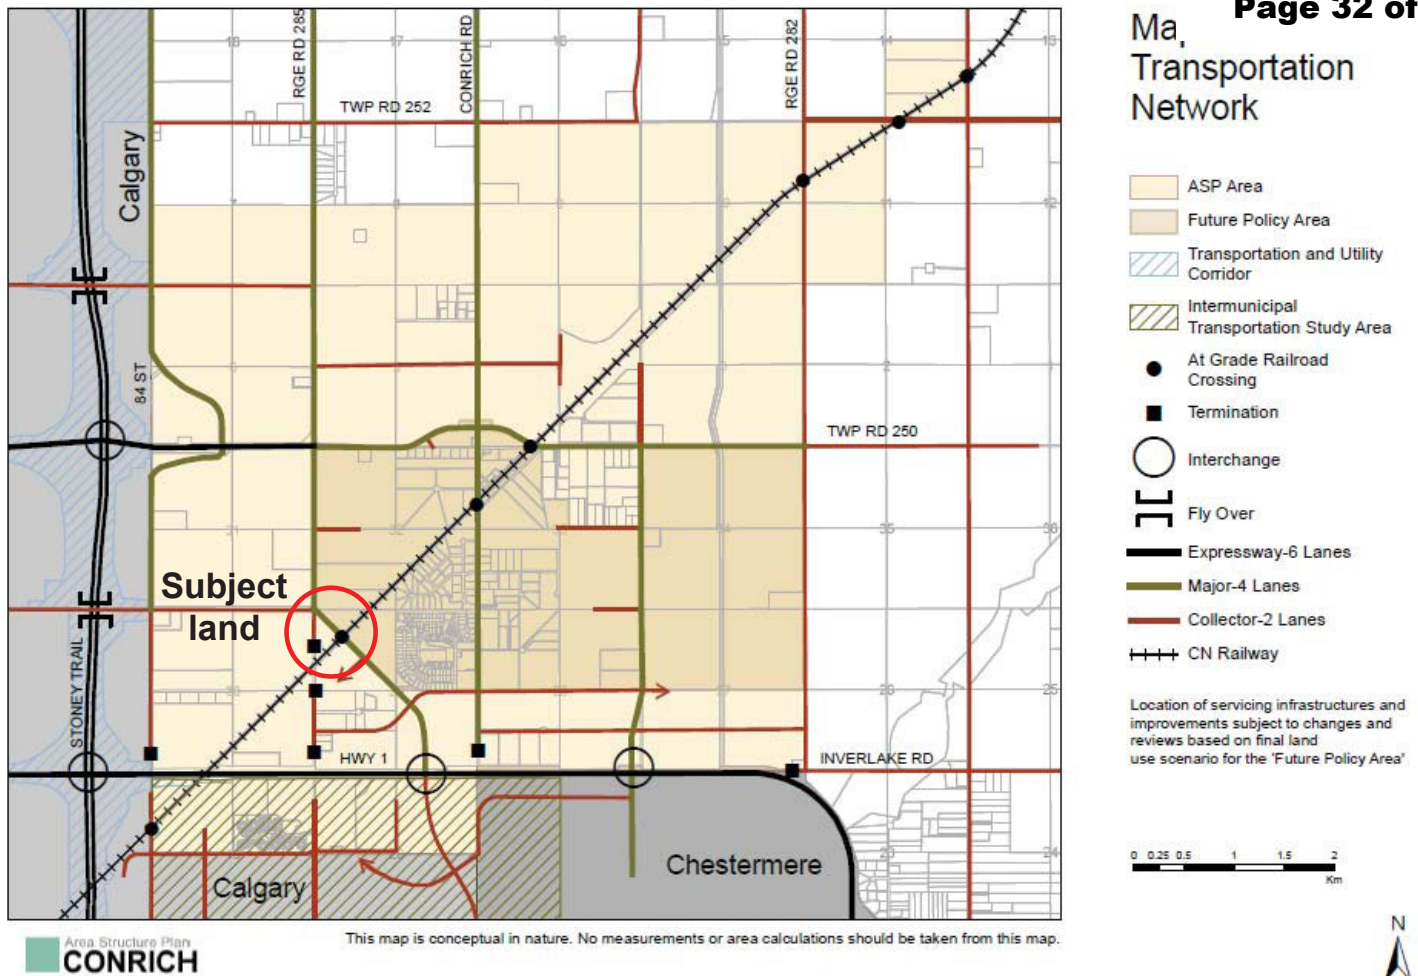 Page 32 of
Transportation
Network
ASP Area
Future Policy Area
Transportation and Utility
Corridor
Intermunicipal
Transportation Study Area
At Grade Railroad
Crossing
Termination
Interchange
Fly Over
Expressway-6 Lanes
Major-4 Lanes
Collector-2 Lanes
CN Railway
Location of servicing infrastructures and
improvements subject to changes and
reviews based on final land
use scenario for the 'Future Policy Area'
0 0.25 0.5 1 1.5 2
Km
N
RGE RD 285
CONRICH RD
RGE RD 282
TWP RD 252
Calgary
84 ST
TWP RD 250
Subject
land
STONEY TRAIL
HWY 1
INVERLAKE RD
Chestermere
Calgary
This map is conceptual in nature. No measurements or area calculations should be taken from this map.
Area Structure Plan
CONRICH